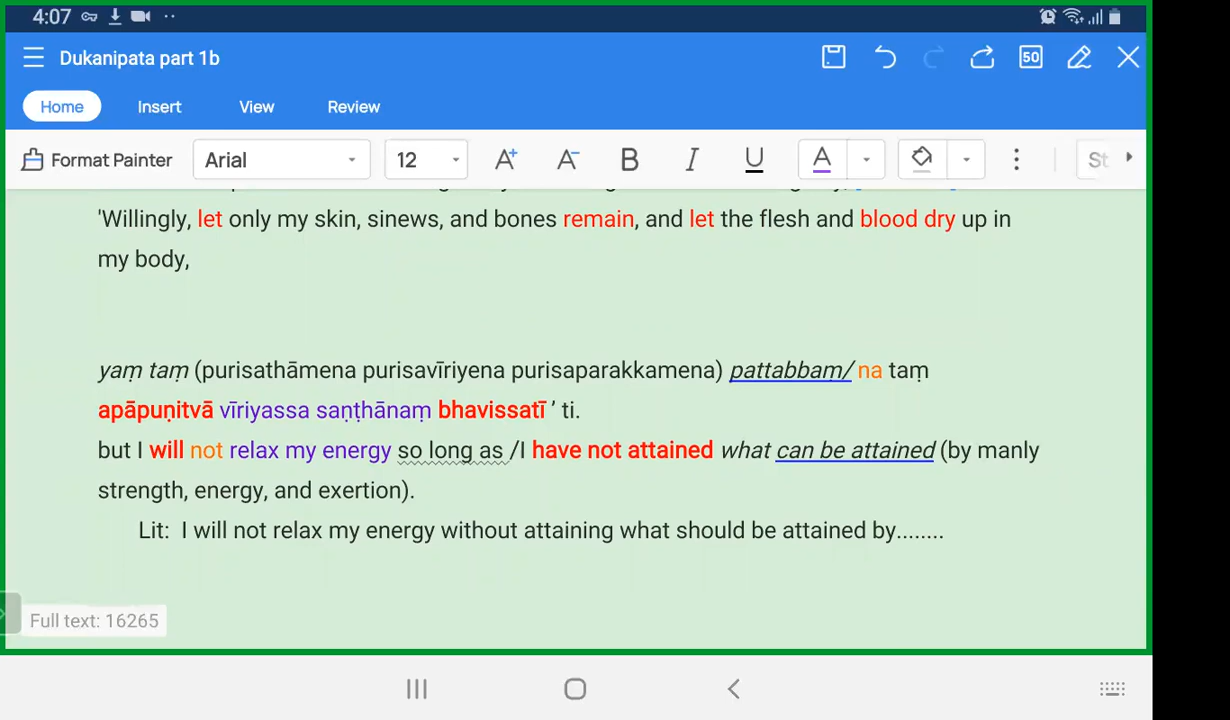 4:07
Dukanipata part 1b
50
Home
Insert
View
Review
Format Painter
Arial
12
A+
A-
B
I
U
A
St
'Willingly, let only my skin, sinews, and bones remain, and let the flesh and blood dry up in
my body,
yaṃ taṃ (purisathāmena purisavīriyena purisaparakkamena) pattabbaṃ/ na taṃ
apāpuṇitvā vīriyassa saṇṭhānaṃ bhavissatī ’ ti.
but I will not relax my energy so long as /I have not attained what can be attained (by manly
strength, energy, and exertion).
Lit: I will not relax my energy without attaining what should be attained by........
Full text: 16265